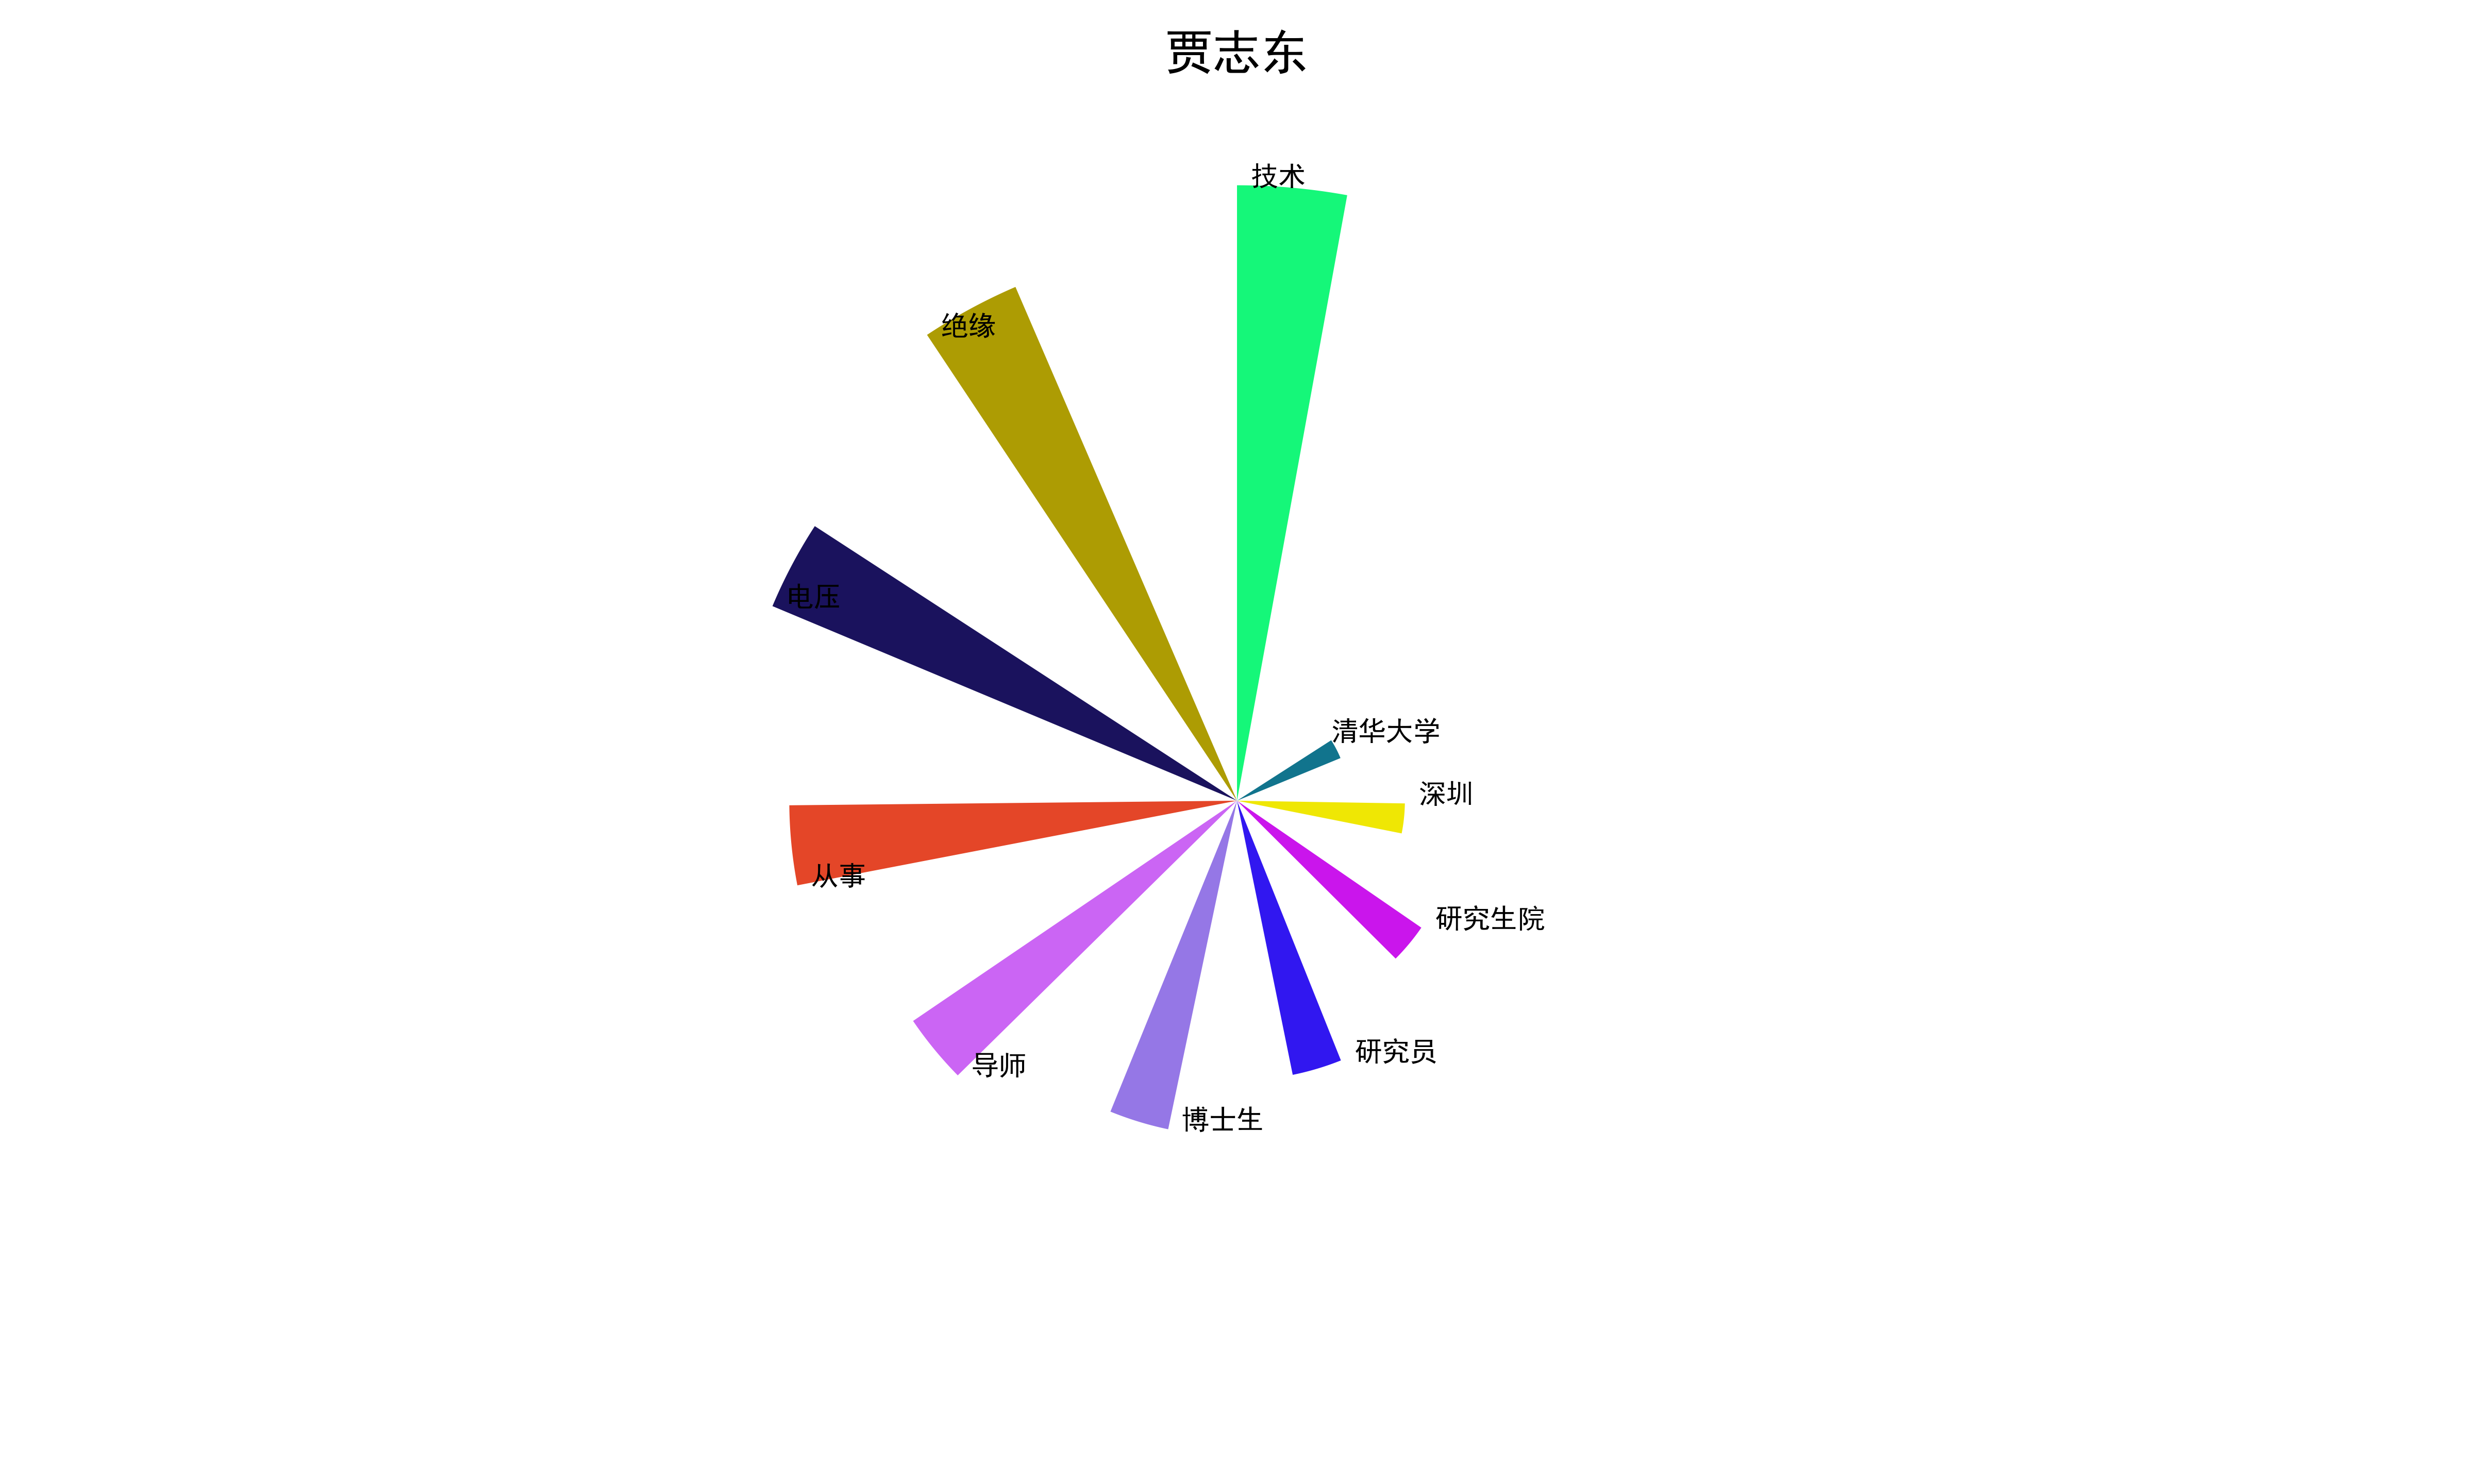 贾志东
技术
绝缘
电压
清华大学
深圳
从事
研究生院
研究员
导师
博士生